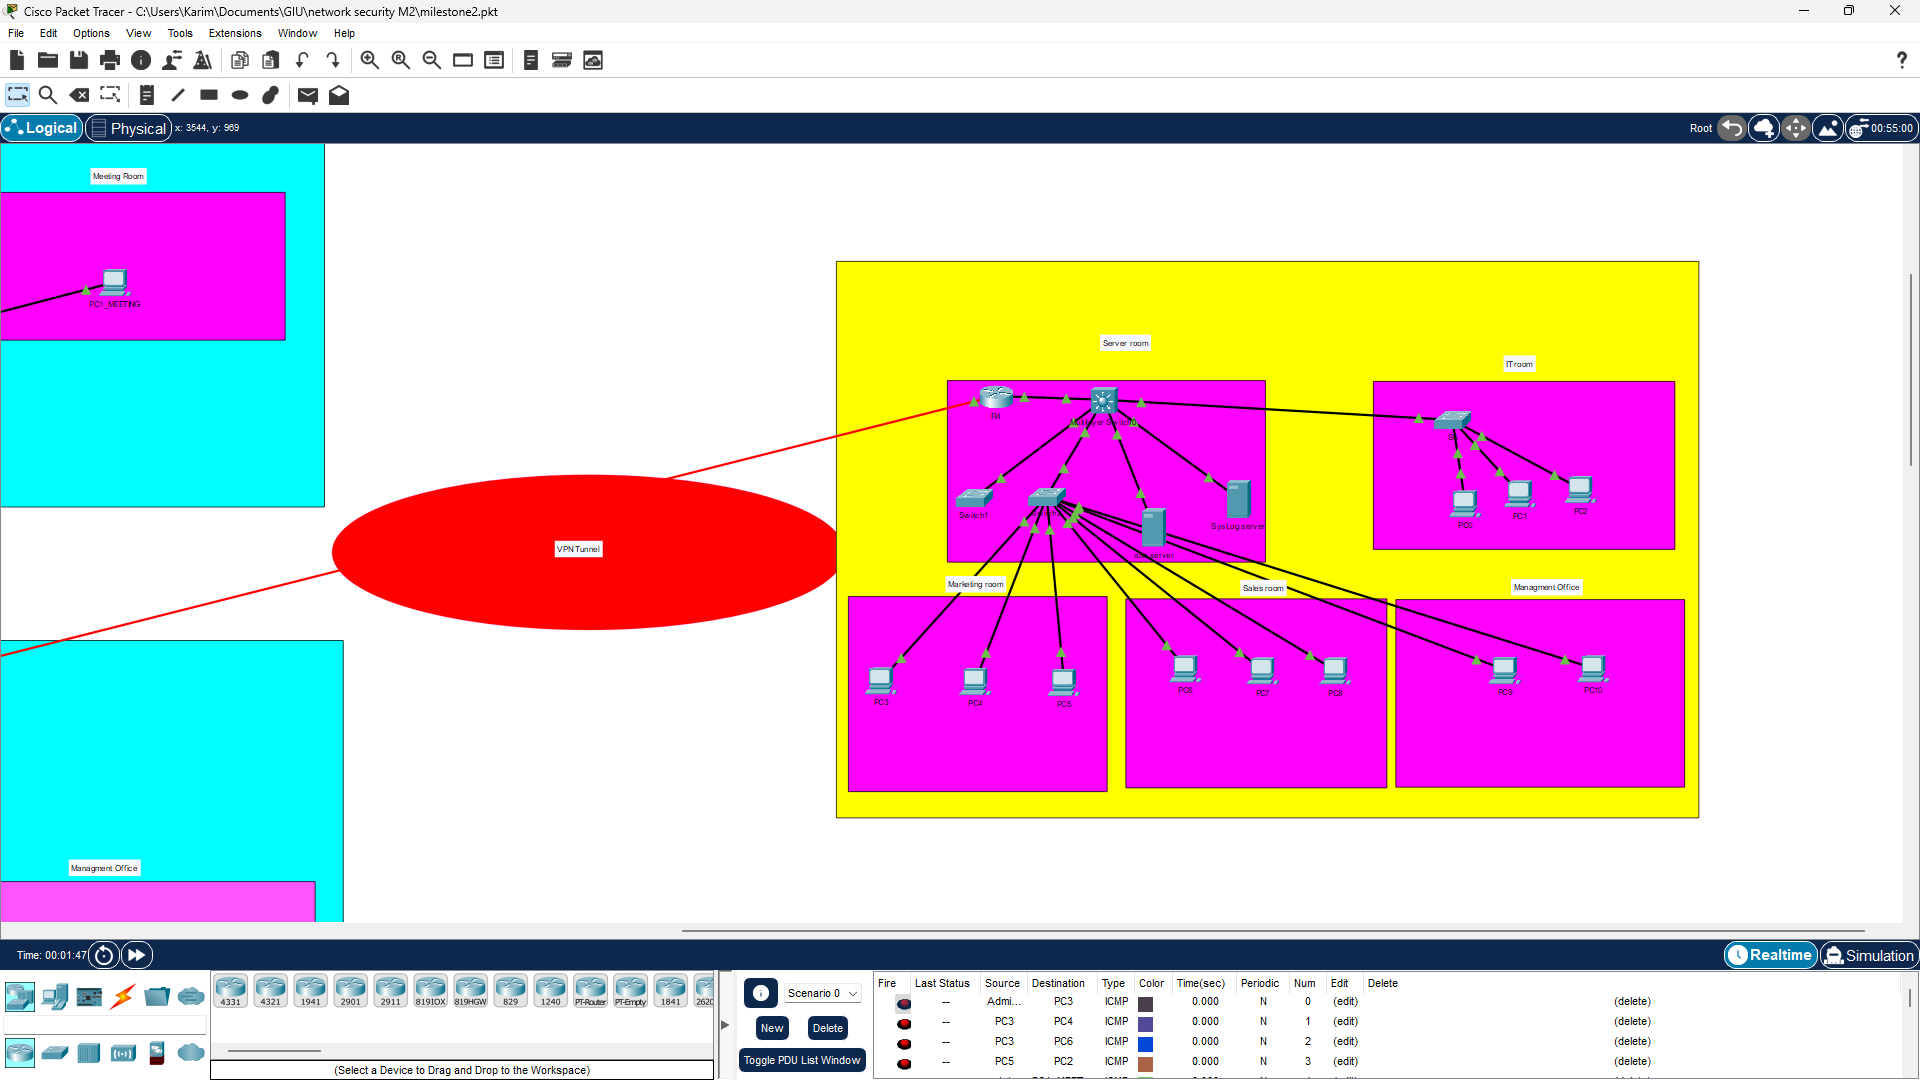 Cisco Packet Tracer - C:\Users\Karim\Documents\GIU\network security M2\milestone2.pkt
File Edit Options View Tools Extensions Window Help
Logical Physical x: 3544, y: 969 Root 00:55:00
Meeting Room
PC1_MEETING
Server room
IT room
R4
Multilayer Switch0
Switch1
SysLog server
server
PC0
PC1
PC2
VPN Tunnel
Marketing room
Sales room
Managment Office
PC3
PC4
PC5
PC6
PC7
PC8
PC9
PC10
Managment Office
Time: 00:01:47 Realtime Simulation
4331 4321 1941 2901 2911 819IOX 819HGW 829 1240 PT-Router PT-Empty 1841 2620
(Select a Device to Drag and Drop to the Workspace)
Scenario 0
New Delete
Toggle PDU List Window
Fire Last Status Source Destination Type Color Time(sec) Periodic Num Edit Delete
-- Admi... PC3 ICMP 0.000 N 0 (edit) (delete)
-- PC3 PC4 ICMP 0.000 N 1 (edit) (delete)
-- PC3 PC6 ICMP 0.000 N 2 (edit) (delete)
-- PC5 PC2 ICMP 0.000 N 3 (edit) (delete)